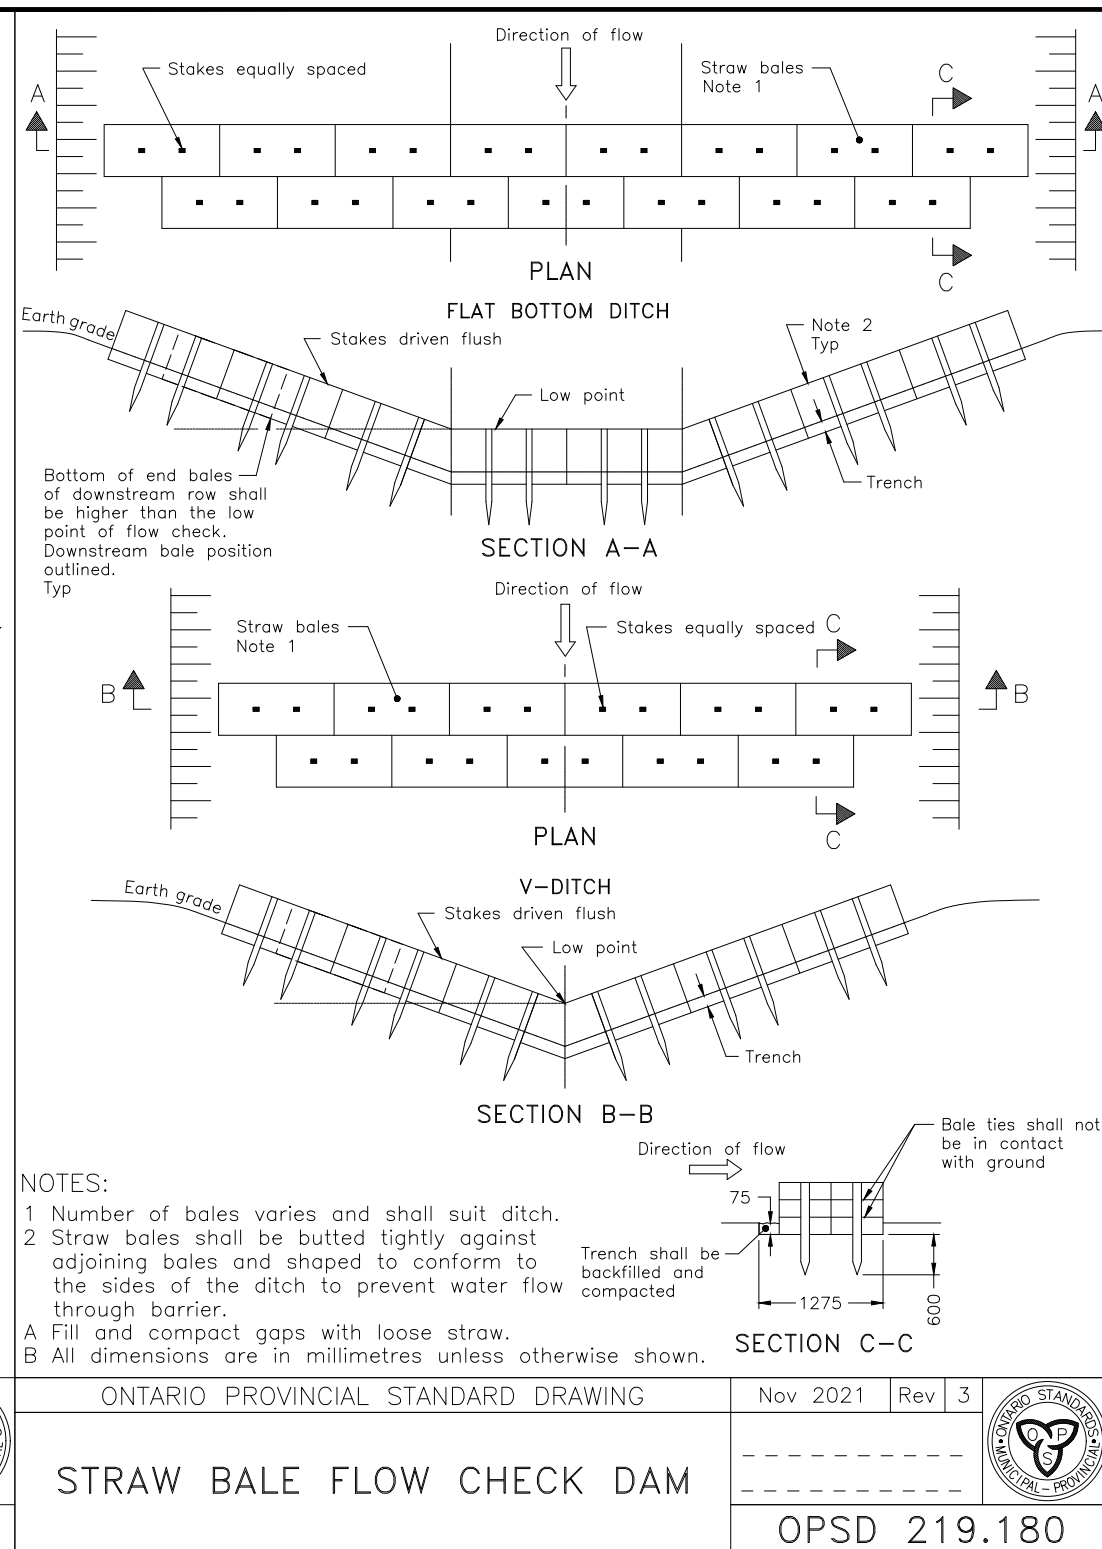 Direction of flow
Stakes equally spaced
Straw bales
Note 1
C
A
A
C
PLAN
FLAT BOTTOM DITCH
Earth grade
Stakes driven flush
Note 2
Typ
Low point
Bottom of end bales
of downstream row shall
be higher than the low
point of flow check.
Downstream bale position
outlined.
Typ
Trench
SECTION A-A
Direction of flow
Straw bales
Note 1
Stakes equally spaced
C
B
B
C
PLAN
V-DITCH
Earth grade
Stakes driven flush
Low point
Trench
SECTION B-B
Direction of flow
Bale ties shall not
be in contact
with ground
75
Trench shall be
backfilled and
compacted
1275
600
SECTION C-C
NOTES:
1 Number of bales varies and shall suit ditch.
2 Straw bales shall be butted tightly against
adjoining bales and shaped to conform to
the sides of the ditch to prevent water flow
through barrier.
A Fill and compact gaps with loose straw.
B All dimensions are in millimetres unless otherwise shown.
ONTARIO PROVINCIAL STANDARD DRAWING
Nov 2021
Rev
3
STRAW BALE FLOW CHECK DAM
ONTARIO STANDARDS
MUNICIPAL - PROVINCIAL
O P
S
OPSD 219.180